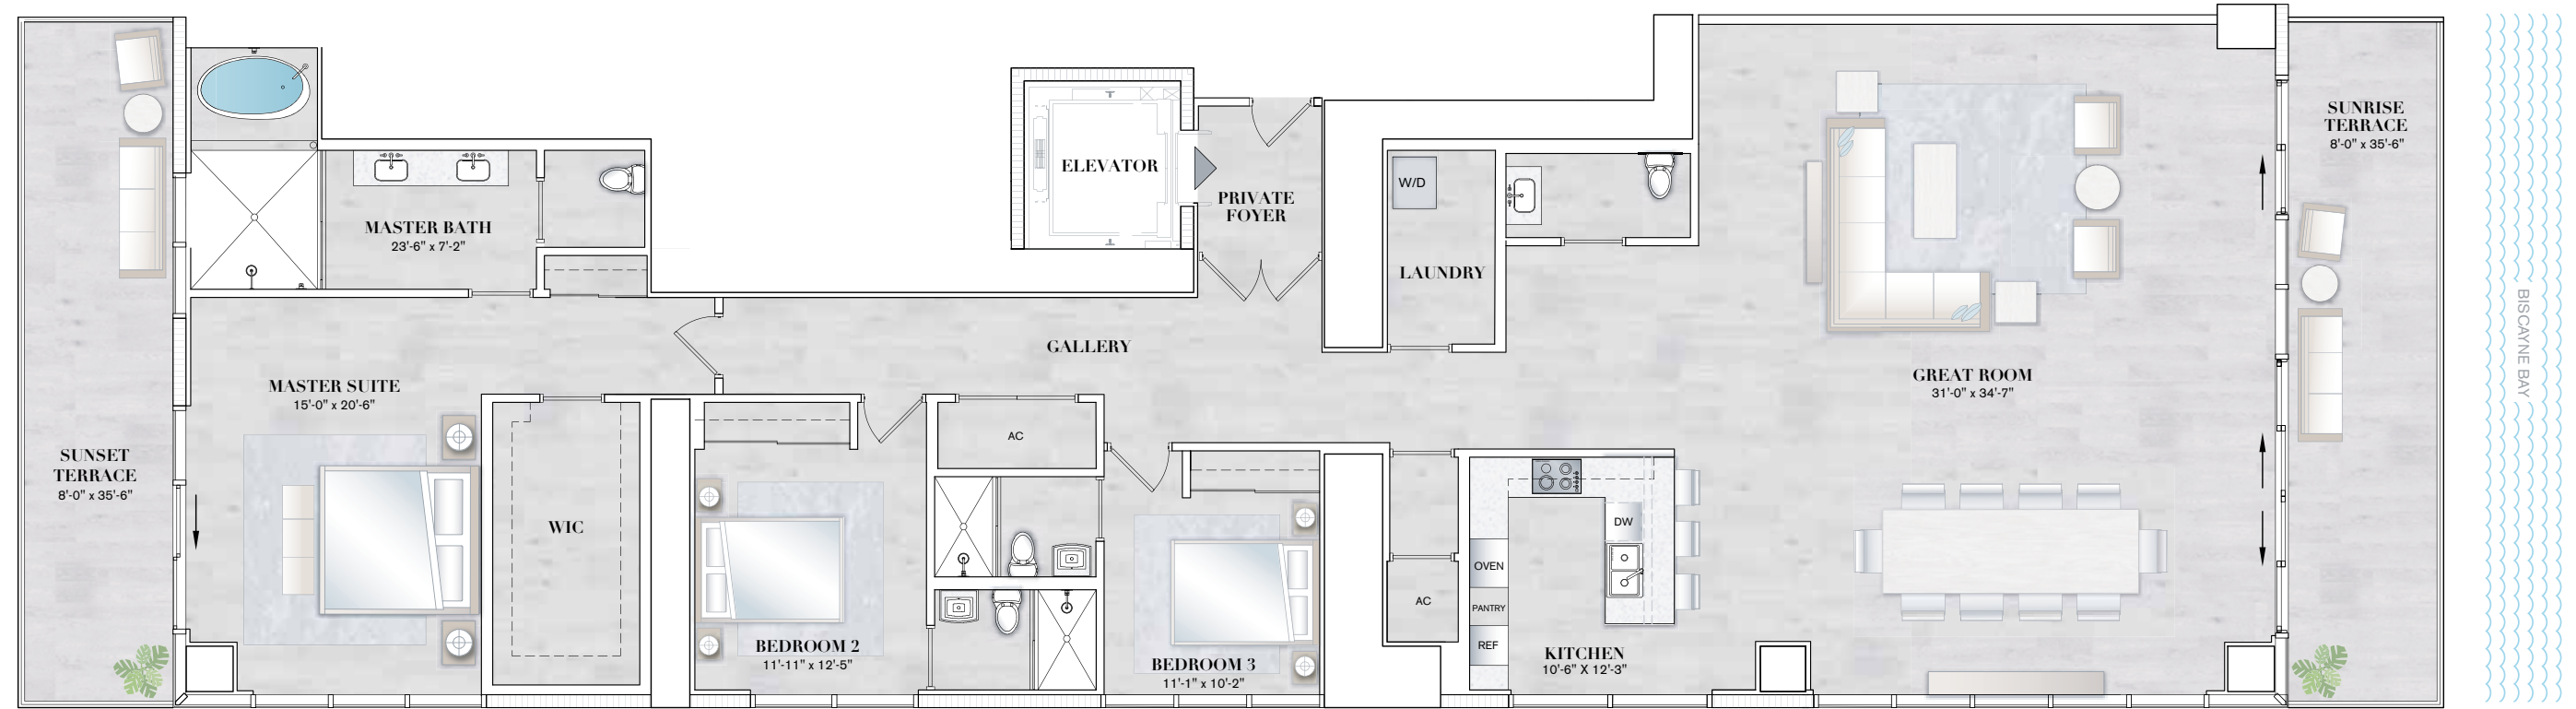 SUNSET
TERRACE
8'-0" x 35'-6"
MASTER BATH
23'-6" x 7'-2"
MASTER SUITE
15'-0" x 20'-6"
WIC
ELEVATOR
PRIVATE
FOYER
GALLERY
AC
BEDROOM 2
11'-11" x 12'-5"
BEDROOM 3
11'-1" x 10'-2"
W/D
LAUNDRY
AC
OVEN
PANTRY
REF
DW
KITCHEN
10'-6" X 12'-3"
GREAT ROOM
31'-0" x 34'-7"
SUNRISE
TERRACE
8'-0" x 35'-6"
BISCAYNE BAY